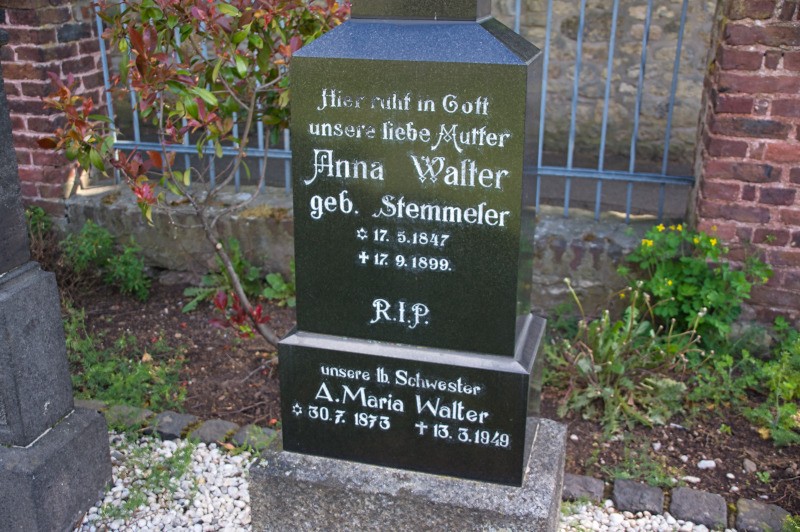 Hier ruht in Gott
unsere liebe Mutter
Anna Walter
geb. Stemmeler
✡ 17. 5. 1847
✝ 17. 9. 1899.
R.I.P.
unsere lb. Schwester
A. Maria Walter
✡ 30. 7. 1873 ✝ 13. 3. 1949